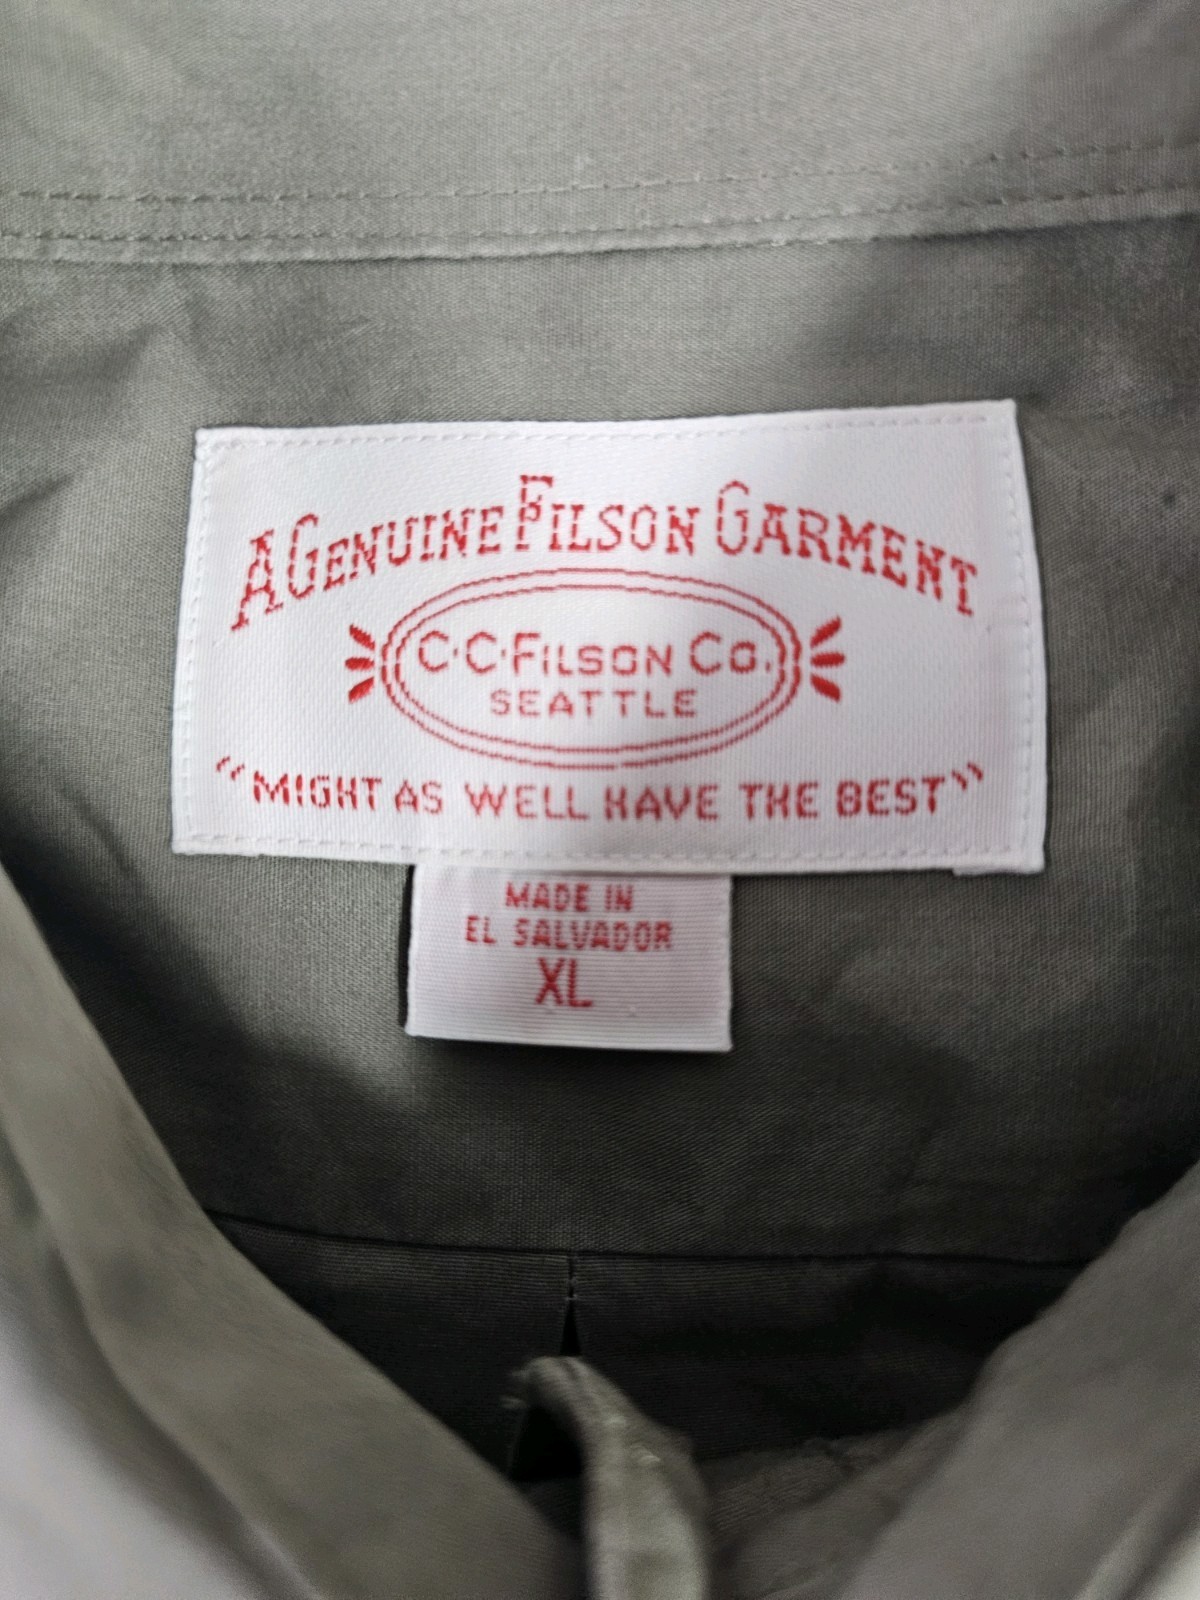 A GENUINE FILSON GARMENT
C·C·FILSON CO.
SEATTLE
"MIGHT AS WELL HAVE THE BEST"
MADE IN
EL SALVADOR
XL